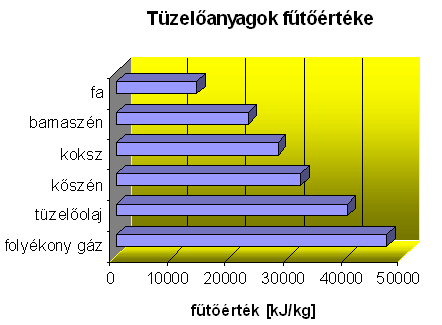 Tüzelőanyagok fűtőértéke
fa
barnaszén
koksz
kőszén
tüzelőolaj
folyékony gáz
0 10000 20000 30000 40000 50000
fűtőérték [kJ/kg]